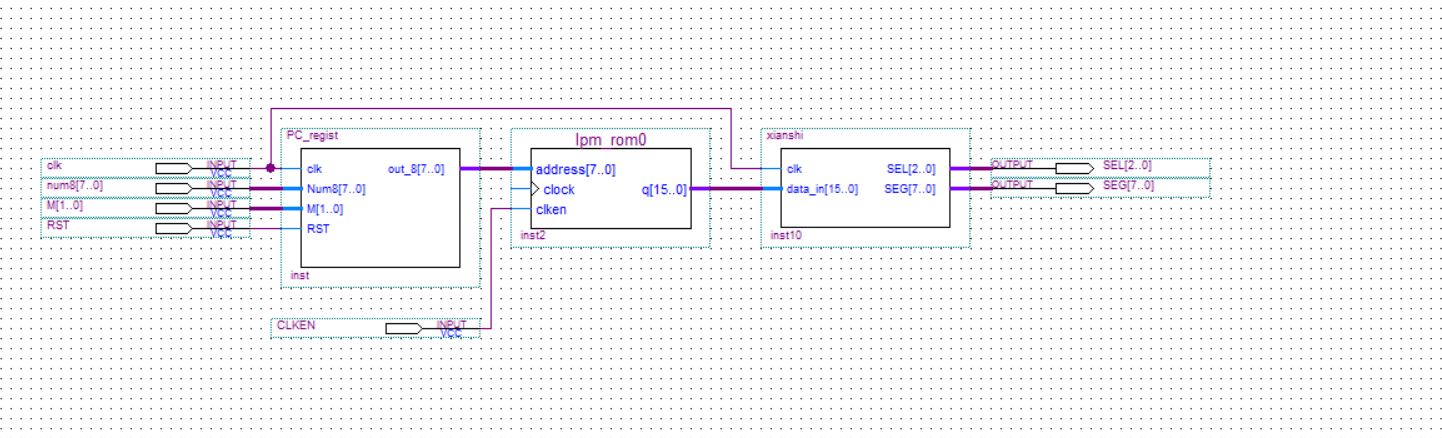 clk
INPUT
VCC
num8[7..0]
INPUT
VCC
M[1..0]
INPUT
VCC
RST
INPUT
VCC
PC_regist
clk
out_8[7..0]
Num8[7..0]
M[1..0]
RST
inst
CLKEN
INPUT
VCC
lpm_rom0
address[7..0]
clock
q[15..0]
clken
inst2
xianshi
clk
SEL[2..0]
data_in[15..0]
SEG[7..0]
inst10
OUTPUT
SEL[2..0]
OUTPUT
SEG[7..0]